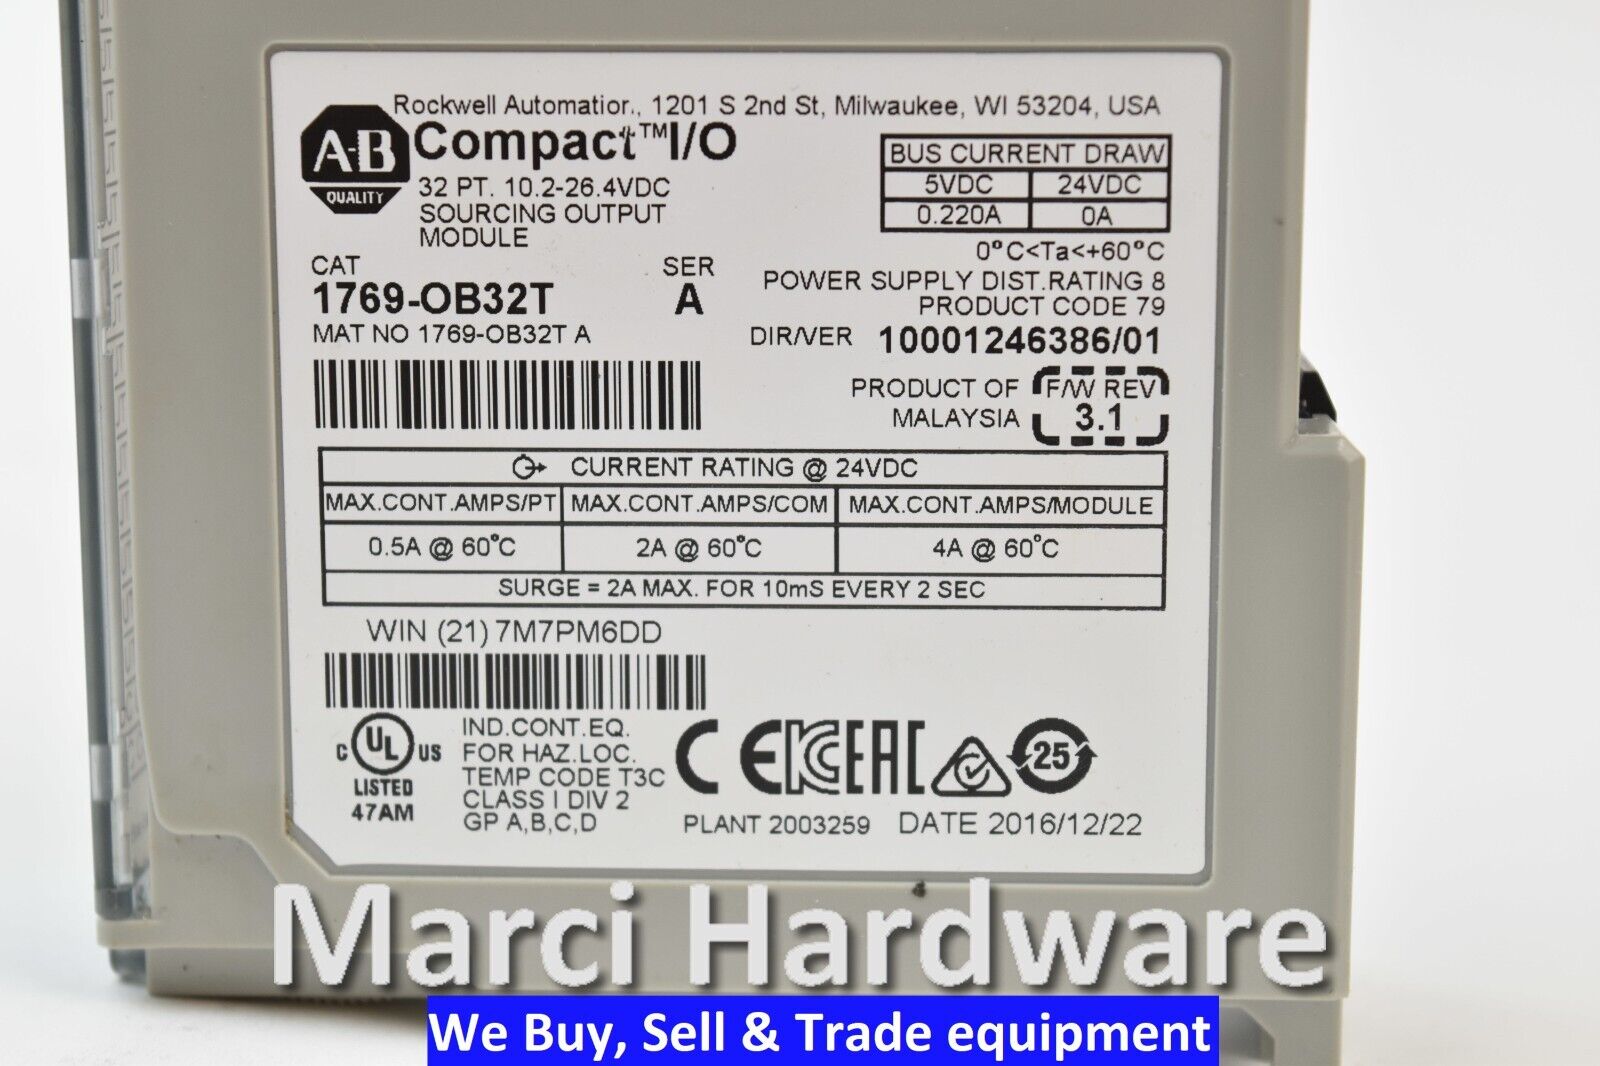 Rockwell Automation., 1201 S 2nd St, Milwaukee, WI 53204, USA
A-B
QUALITY
Compact™I/O
32 PT. 10.2-26.4VDC
SOURCING OUTPUT
MODULE
BUS CURRENT DRAW
5VDC 24VDC
0.220A 0A
0°C<Ta<+60°C
POWER SUPPLY DIST.RATING 8
PRODUCT CODE 79
CAT SER
1769-OB32T A
MAT NO 1769-OB32T A
DIR/VER 10001246386/01
PRODUCT OF
MALAYSIA
F/W REV
3.1
CURRENT RATING @ 24VDC
MAX.CONT.AMPS/PT MAX.CONT.AMPS/COM MAX.CONT.AMPS/MODULE
0.5A @ 60°C 2A @ 60°C 4A @ 60°C
SURGE = 2A MAX. FOR 10mS EVERY 2 SEC
WIN (21) 7M7PM6DD
C UL US
LISTED
47AM
IND.CONT.EQ.
FOR HAZ.LOC.
TEMP CODE T3C
CLASS I DIV 2
GP A,B,C,D
CE KC EAC 25
PLANT 2003259 DATE 2016/12/22
Marci Hardware
We Buy, Sell & Trade equipment